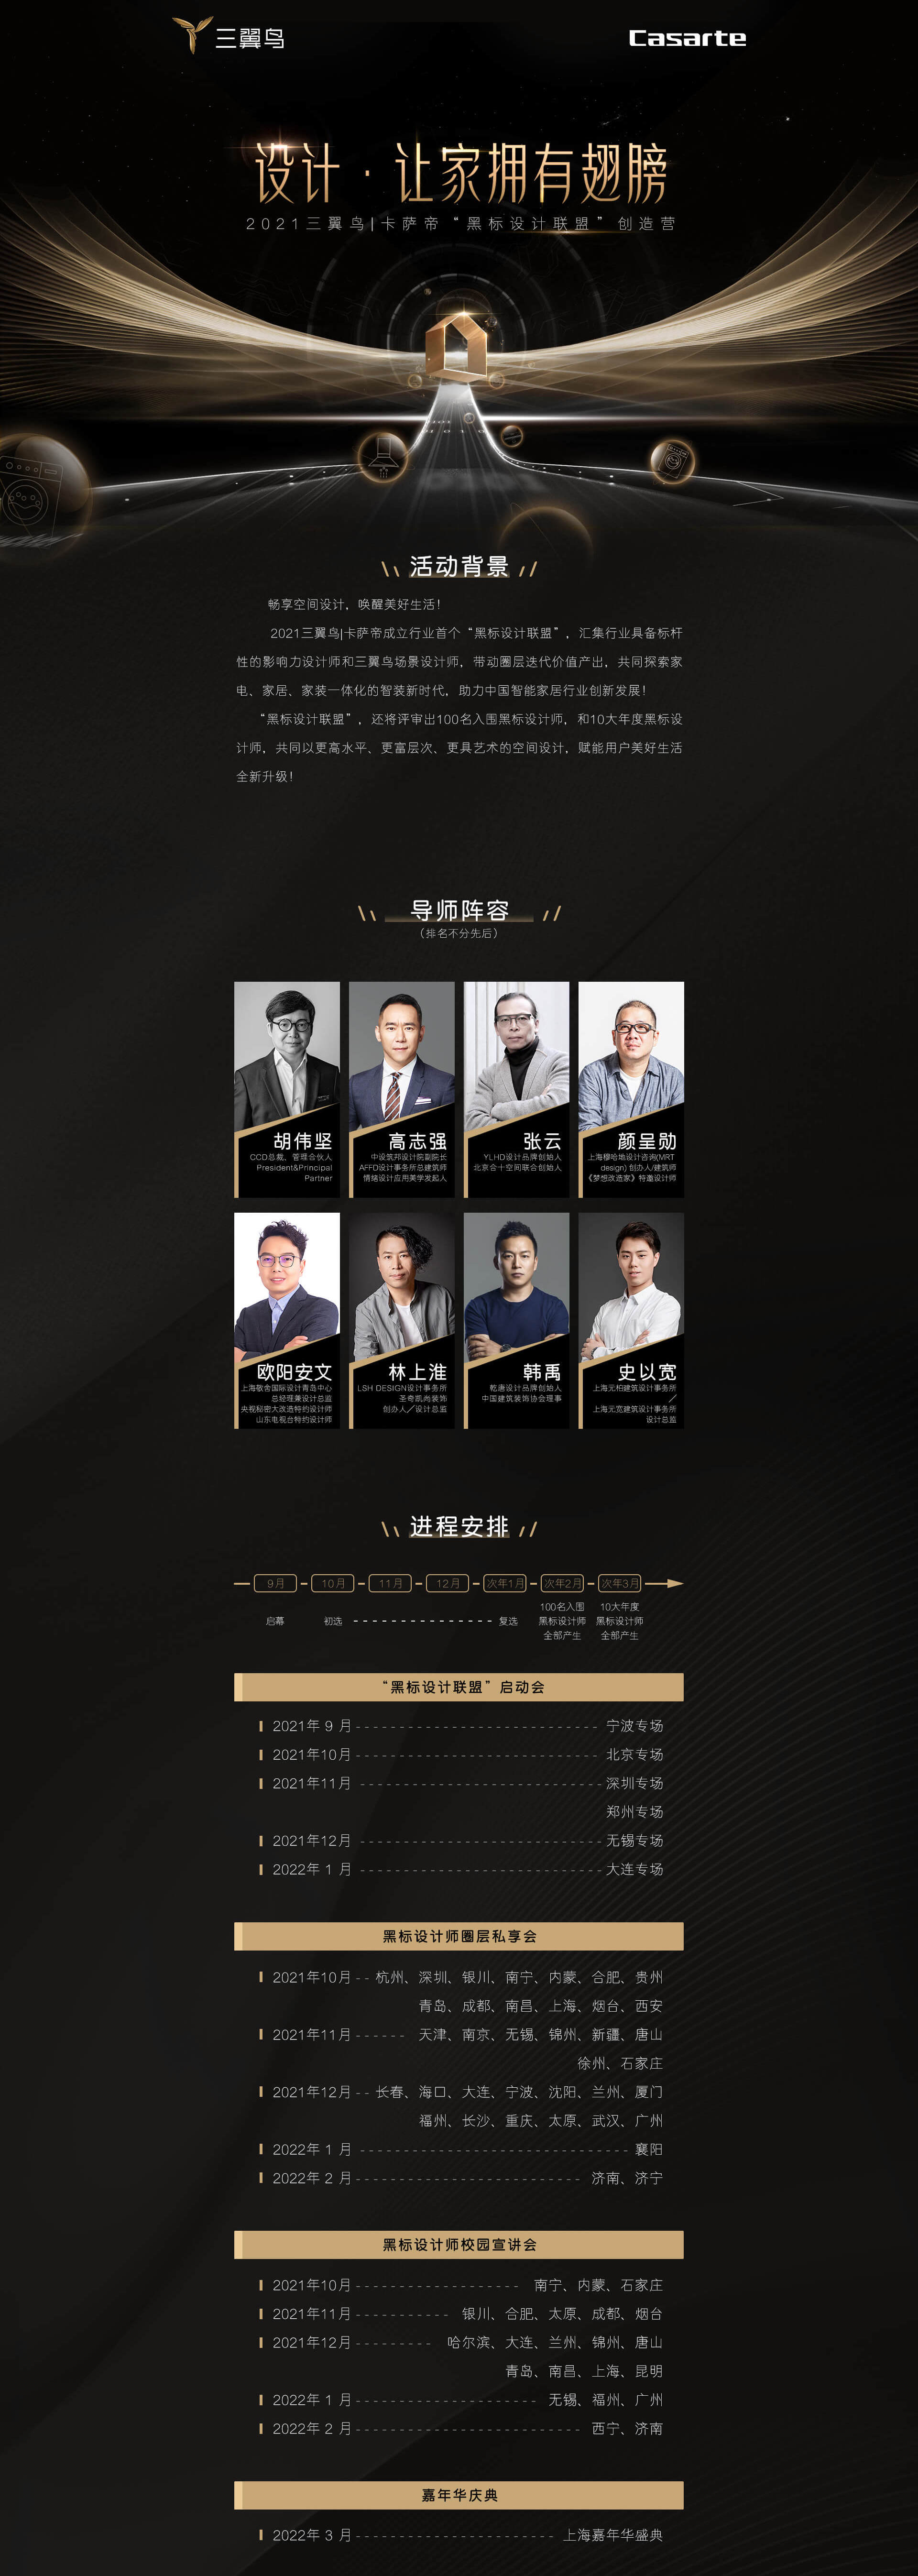 三翼鸟
Casarte
设计·让家拥有翅膀
2021三翼鸟|卡萨帝“黑标设计联盟”创造营
活动背景
畅享空间设计，唤醒美好生活！
2021三翼鸟|卡萨帝成立行业首个“黑标设计联盟”，汇集行业具备标杆
性的影响力设计师和三翼鸟场景设计师，带动圈层迭代价值产出，共同探索家
电、家居、家装一体化的智装新时代，助力中国智能家居行业创新发展！
“黑标设计联盟”，还将评审出100名入围黑标设计师，和10大年度黑标设
计师，共同以更高水平、更富层次、更具艺术的空间设计，赋能用户美好生活
全新升级！
导师阵容
（排名不分先后）
胡伟坚
CCD总裁、管理合伙人
President&Principal
Partner
高志强
中设筑邦设计院副院长
AFFD设计事务所总建筑师
情绪设计应用美学发起人
张云
YLHD设计品牌创始人
北京合十空间联合创始人
颜呈勋
上海穆哈地设计咨询(MRT
design) 创办人/建筑师
《梦想改造家》特邀设计师
欧阳安文
上海敬舍国际设计青岛中心
总经理兼设计总监
央视秘密大改造特约设计师
山东电视台特约设计师
林上淮
LSH DESIGN设计事务所
圣奇凯尚装饰
创办人／设计总监
韩禹
乾唐设计品牌创始人
中国建筑装饰协会理事
史以宽
上海元柏建筑设计事务所
／
上海元宽建筑设计事务所
设计总监
进程安排
9月 10月 11月 12月 次年1月 次年2月 次年3月
启幕 初选 复选
100名入围
黑标设计师
全部产生
10大年度
黑标设计师
全部产生
“黑标设计联盟”启动会
2021年 9 月 宁波专场
2021年10月 北京专场
2021年11月 深圳专场
郑州专场
2021年12月 无锡专场
2022年 1 月 大连专场
黑标设计师圈层私享会
2021年10月 杭州、深圳、银川、南宁、内蒙、合肥、贵州
青岛、成都、南昌、上海、烟台、西安
2021年11月 天津、南京、无锡、锦州、新疆、唐山
徐州、石家庄
2021年12月 长春、海口、大连、宁波、沈阳、兰州、厦门
福州、长沙、重庆、太原、武汉、广州
2022年 1 月 襄阳
2022年 2 月 济南、济宁
黑标设计师校园宣讲会
2021年10月 南宁、内蒙、石家庄
2021年11月 银川、合肥、太原、成都、烟台
2021年12月 哈尔滨、大连、兰州、锦州、唐山
青岛、南昌、上海、昆明
2022年 1 月 无锡、福州、广州
2022年 2 月 西宁、济南
嘉年华庆典
2022年 3 月 上海嘉年华盛典